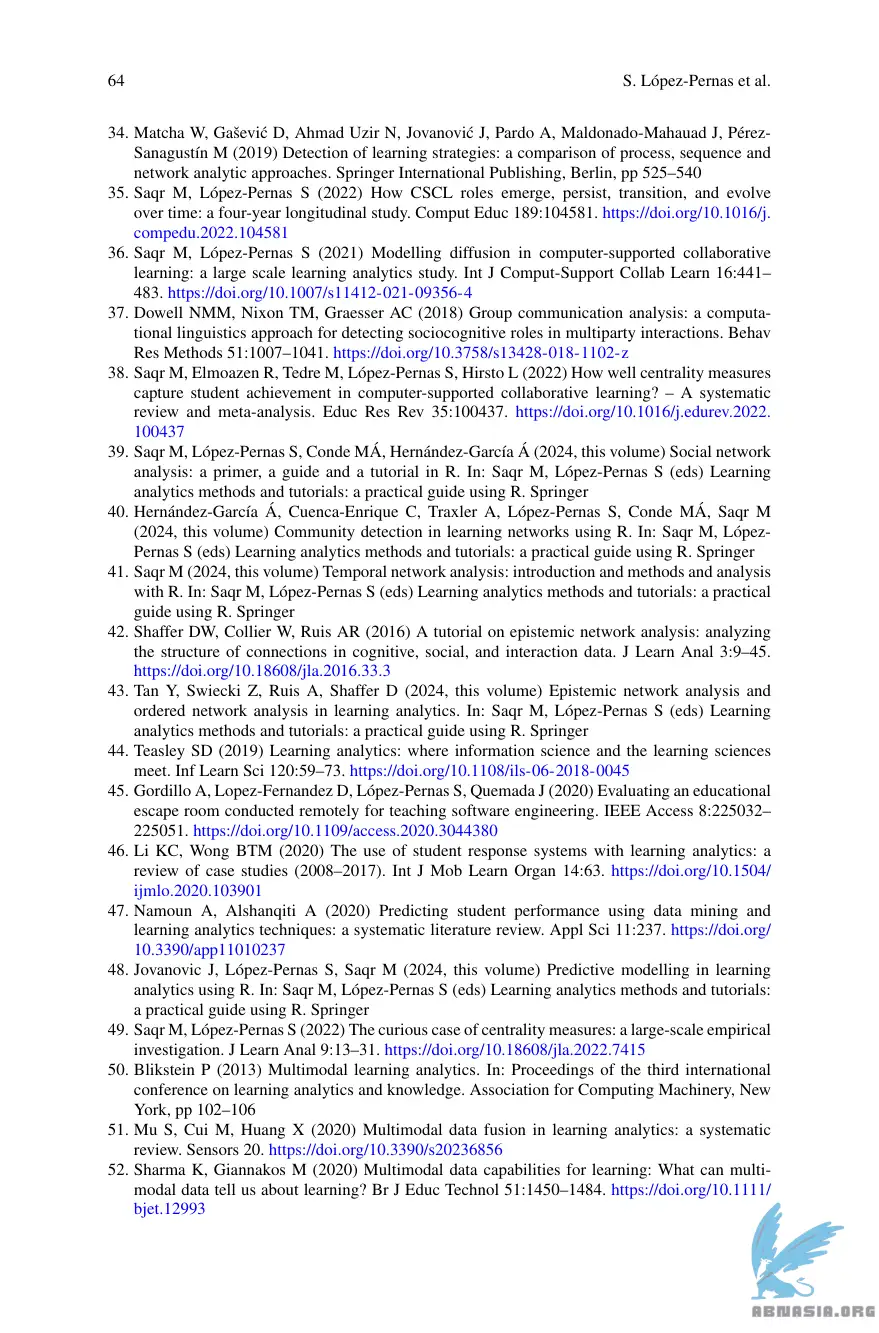 64
S. López-Pernas et al.
34. Matcha W, Gašević D, Ahmad Uzir N, Jovanović J, Pardo A, Maldonado-Mahauad J, Pérez-
Sanagustín M (2019) Detection of learning strategies: a comparison of process, sequence and
network analytic approaches. Springer International Publishing, Berlin, pp 525–540
35. Saqr M, López-Pernas S (2022) How CSCL roles emerge, persist, transition, and evolve
over time: a four-year longitudinal study. Comput Educ 189:104581. https://doi.org/10.1016/j.
compedu.2022.104581
36. Saqr M, López-Pernas S (2021) Modelling diffusion in computer-supported collaborative
learning: a large scale learning analytics study. Int J Comput-Support Collab Learn 16:441–
483. https://doi.org/10.1007/s11412-021-09356-4
37. Dowell NMM, Nixon TM, Graesser AC (2018) Group communication analysis: a computa-
tional linguistics approach for detecting sociocognitive roles in multiparty interactions. Behav
Res Methods 51:1007–1041. https://doi.org/10.3758/s13428-018-1102-z
38. Saqr M, Elmoazen R, Tedre M, López-Pernas S, Hirsto L (2022) How well centrality measures
capture student achievement in computer-supported collaborative learning? – A systematic
review and meta-analysis. Educ Res Rev 35:100437. https://doi.org/10.1016/j.edurev.2022.
100437
39. Saqr M, López-Pernas S, Conde MÁ, Hernández-García Á (2024, this volume) Social network
analysis: a primer, a guide and a tutorial in R. In: Saqr M, López-Pernas S (eds) Learning
analytics methods and tutorials: a practical guide using R. Springer
40. Hernández-García Á, Cuenca-Enrique C, Traxler A, López-Pernas S, Conde MÁ, Saqr M
(2024, this volume) Community detection in learning networks using R. In: Saqr M, López-
Pernas S (eds) Learning analytics methods and tutorials: a practical guide using R. Springer
41. Saqr M (2024, this volume) Temporal network analysis: introduction and methods and analysis
with R. In: Saqr M, López-Pernas S (eds) Learning analytics methods and tutorials: a practical
guide using R. Springer
42. Shaffer DW, Collier W, Ruis AR (2016) A tutorial on epistemic network analysis: analyzing
the structure of connections in cognitive, social, and interaction data. J Learn Anal 3:9–45.
https://doi.org/10.18608/jla.2016.33.3
43. Tan Y, Swiecki Z, Ruis A, Shaffer D (2024, this volume) Epistemic network analysis and
ordered network analysis in learning analytics. In: Saqr M, López-Pernas S (eds) Learning
analytics methods and tutorials: a practical guide using R. Springer
44. Teasley SD (2019) Learning analytics: where information science and the learning sciences
meet. Inf Learn Sci 120:59–73. https://doi.org/10.1108/ils-06-2018-0045
45. Gordillo A, Lopez-Fernandez D, López-Pernas S, Quemada J (2020) Evaluating an educational
escape room conducted remotely for teaching software engineering. IEEE Access 8:225032–
225051. https://doi.org/10.1109/access.2020.3044380
46. Li KC, Wong BTM (2020) The use of student response systems with learning analytics: a
review of case studies (2008–2017). Int J Mob Learn Organ 14:63. https://doi.org/10.1504/
ijmlo.2020.103901
47. Namoun A, Alshanqiti A (2020) Predicting student performance using data mining and
learning analytics techniques: a systematic literature review. Appl Sci 11:237. https://doi.org/
10.3390/app11010237
48. Jovanovic J, López-Pernas S, Saqr M (2024, this volume) Predictive modelling in learning
analytics using R. In: Saqr M, López-Pernas S (eds) Learning analytics methods and tutorials:
a practical guide using R. Springer
49. Saqr M, López-Pernas S (2022) The curious case of centrality measures: a large-scale empirical
investigation. J Learn Anal 9:13–31. https://doi.org/10.18608/jla.2022.7415
50. Blikstein P (2013) Multimodal learning analytics. In: Proceedings of the third international
conference on learning analytics and knowledge. Association for Computing Machinery, New
York, pp 102–106
51. Mu S, Cui M, Huang X (2020) Multimodal data fusion in learning analytics: a systematic
review. Sensors 20. https://doi.org/10.3390/s20236856
52. Sharma K, Giannakos M (2020) Multimodal data capabilities for learning: What can multi-
modal data tell us about learning? Br J Educ Technol 51:1450–1484. https://doi.org/10.1111/
bjet.12993
ABNASIA.ORG